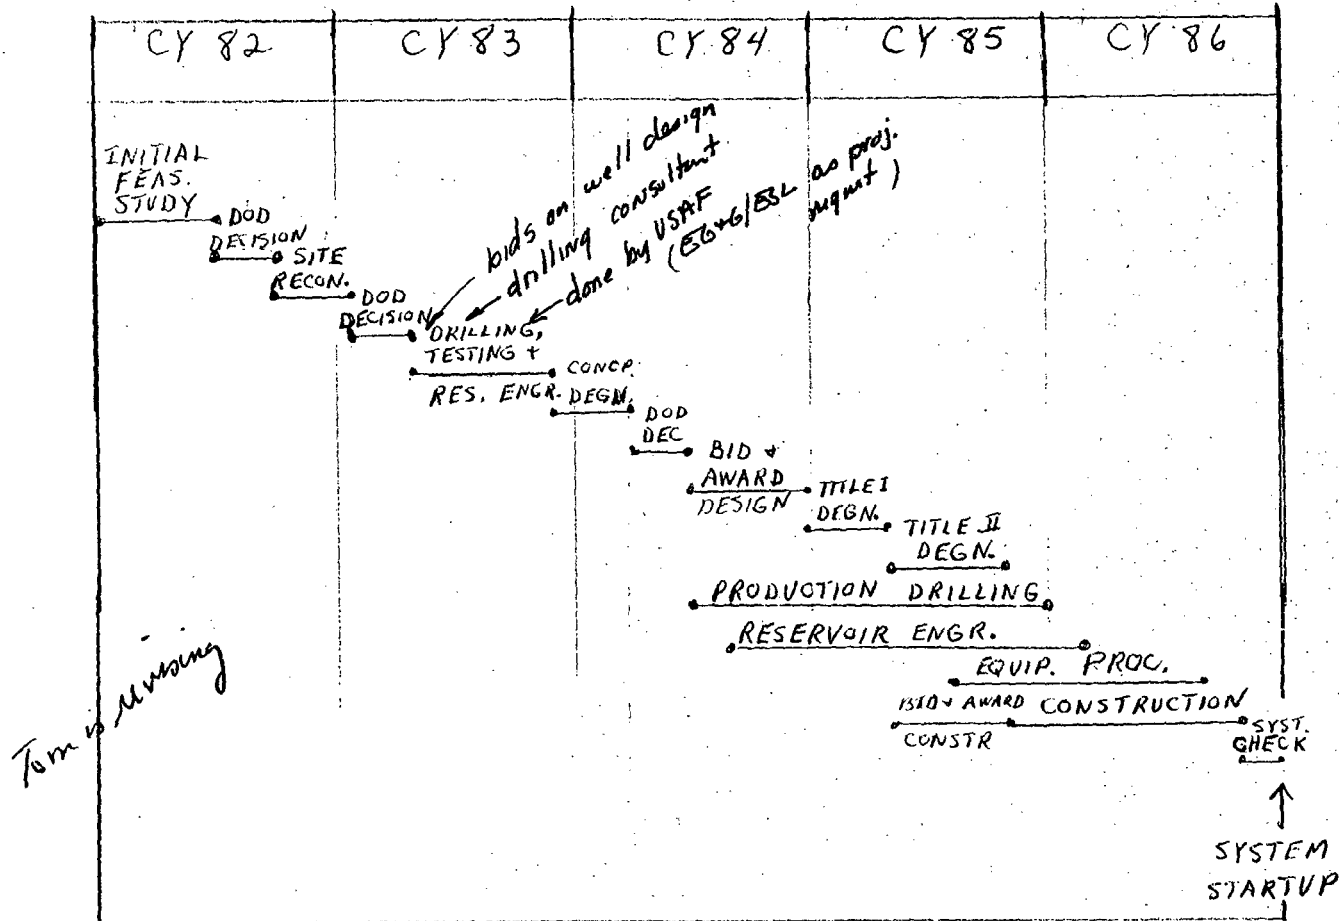 CY 82 CY 83 CY 84 CY 85 CY 86
INITIAL
FEAS.
STUDY
DOD
DECISION
SITE
RECON.
DOD
DECISION
bids on well design
drilling consultant
done by USAF
(EG+G/ESL as proj.
mgmt)
DRILLING,
TESTING +
RES. ENGR.
CONCP.
DEGN.
DOD
DEC
BID +
AWARD
DESIGN
TITLE I
DEGN.
TITLE II
DEGN.
PRODUCTION DRILLING
RESERVOIR ENGR.
EQUIP. PROC.
BID + AWARD
CONSTR
CONSTRUCTION
SYST.
CHECK
SYSTEM
STARTUP
Tom is revising